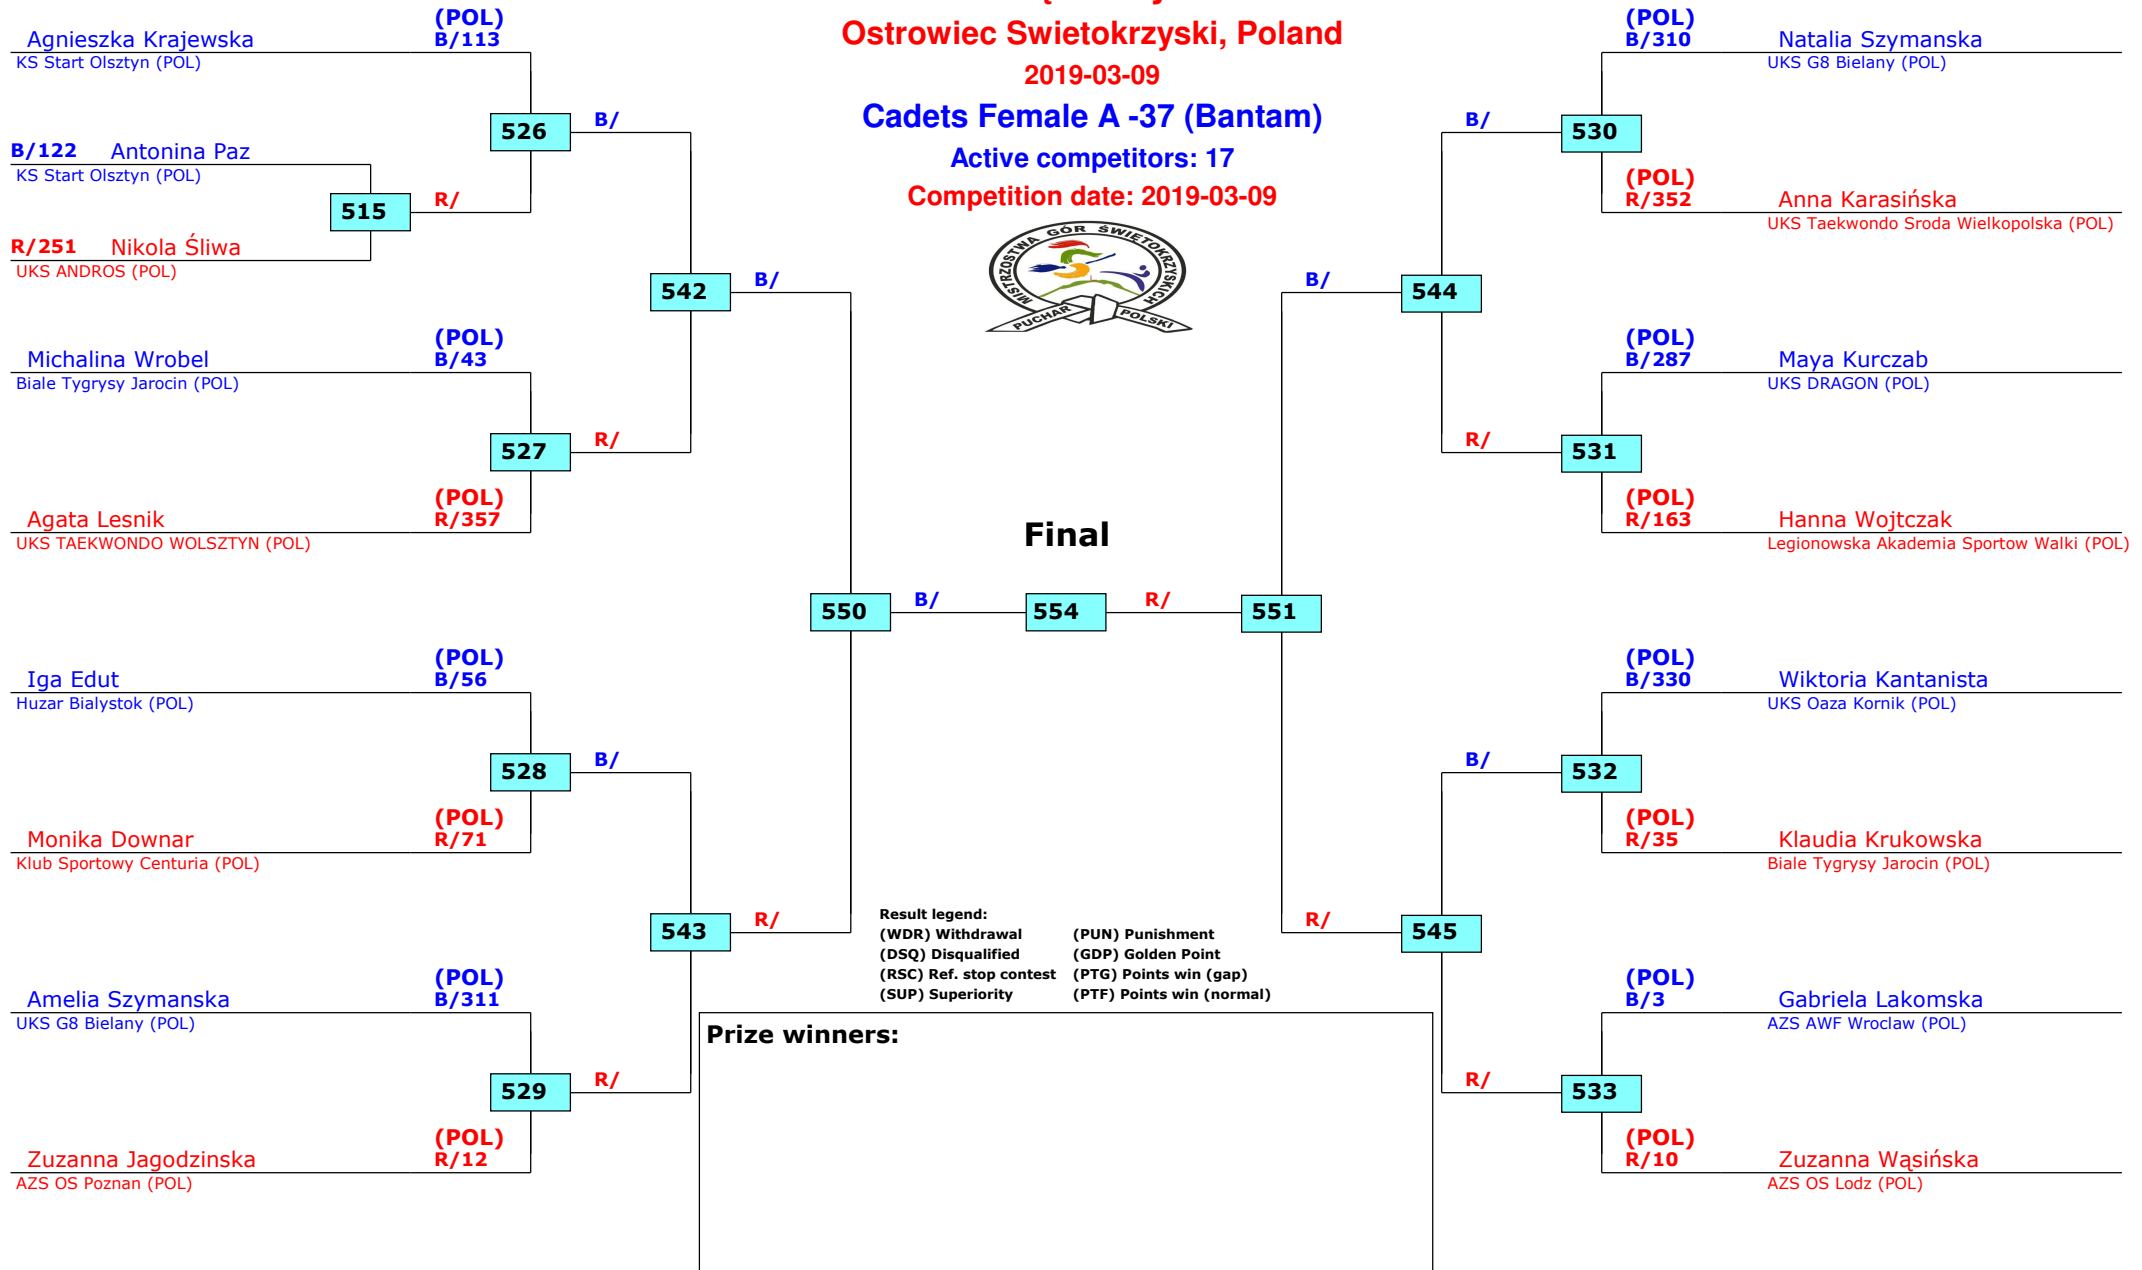 Ostrowiec Swietokrzyski, Poland
2019-03-09
Cadets Female A -37 (Bantam)
Active competitors: 17
Competition date: 2019-03-09
MISTRZOSTWA GÓR ŚWIĘTOKRZYSKICH
PUCHAR POLSKI
(POL)
Agnieszka Krajewska B/113
KS Start Olsztyn (POL)
526 B/
B/122 Antonina Paz
KS Start Olsztyn (POL)
515 R/
R/251 Nikola Śliwa
UKS ANDROS (POL)
542 B/
(POL)
Michalina Wrobel B/43
Biale Tygrysy Jarocin (POL)
527 R/
(POL)
Agata Lesnik R/357
UKS TAEKWONDO WOLSZTYN (POL)
Final
550 B/ 554 R/ 551
(POL)
Iga Edut B/56
Huzar Bialystok (POL)
528 B/
(POL)
Monika Downar R/71
Klub Sportowy Centuria (POL)
543 R/
(POL)
Amelia Szymanska B/311
UKS G8 Bielany (POL)
529 R/
(POL)
Zuzanna Jagodzinska R/12
AZS OS Poznan (POL)
(POL)
B/310 Natalia Szymanska
UKS G8 Bielany (POL)
B/ 530
(POL)
R/352 Anna Karasińska
UKS Taekwondo Sroda Wielkopolska (POL)
B/ 544
(POL)
B/287 Maya Kurczab
UKS DRAGON (POL)
R/ 531
(POL)
R/163 Hanna Wojtczak
Legionowska Akademia Sportow Walki (POL)
(POL)
B/330 Wiktoria Kantanista
UKS Oaza Kornik (POL)
B/ 532
(POL)
R/35 Klaudia Krukowska
Biale Tygrysy Jarocin (POL)
R/ 545
(POL)
B/3 Gabriela Lakomska
AZS AWF Wroclaw (POL)
R/ 533
(POL)
R/10 Zuzanna Wąsińska
AZS OS Lodz (POL)
Result legend:
(WDR) Withdrawal (PUN) Punishment
(DSQ) Disqualified (GDP) Golden Point
(RSC) Ref. stop contest (PTG) Points win (gap)
(SUP) Superiority (PTF) Points win (normal)
Prize winners: